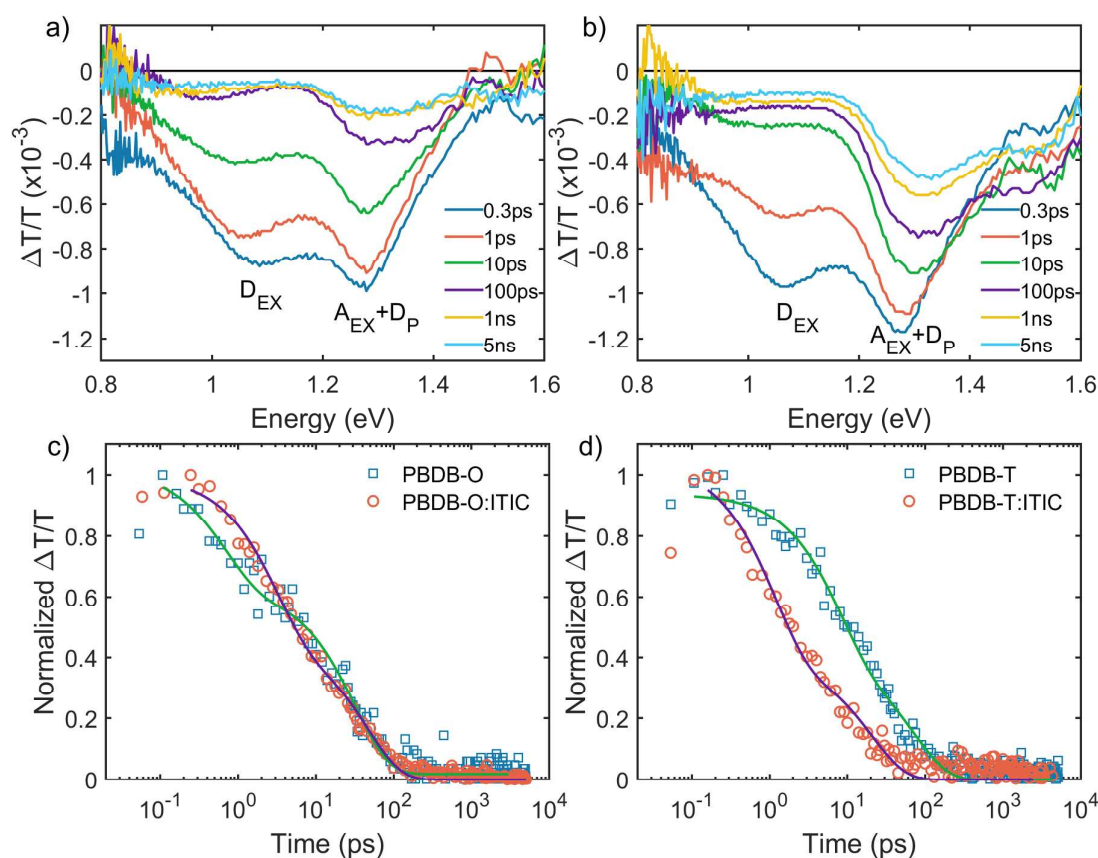 a)
b)
0
-0.2
-0.4
-0.6
-0.8
-1
-1.2
ΔT/T (x10⁻³)
0.8
1
1.2
1.4
1.6
Energy (eV)
D_EX
A_EX+D_P
0.3ps
1ps
10ps
100ps
1ns
5ns
0
-0.2
-0.4
-0.6
-0.8
-1
-1.2
ΔT/T (x10⁻³)
0.8
1
1.2
1.4
1.6
Energy (eV)
D_EX
A_EX+D_P
0.3ps
1ps
10ps
100ps
1ns
5ns
c)
1
0.8
0.6
0.4
0.2
0
Normalized ΔT/T
10⁻¹
10⁰
10¹
10²
10³
10⁴
Time (ps)
PBDB-O
PBDB-O:ITIC
d)
1
0.8
0.6
0.4
0.2
0
Normalized ΔT/T
10⁻¹
10⁰
10¹
10²
10³
10⁴
Time (ps)
PBDB-T
PBDB-T:ITIC